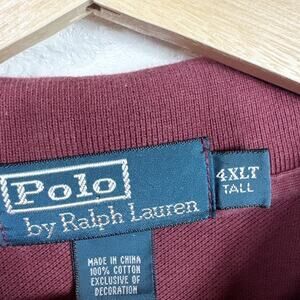 Polo
by Ralph Lauren
4XLT
TALL
MADE IN CHINA
100% COTTON
EXCLUSIVE OF
DECORATION